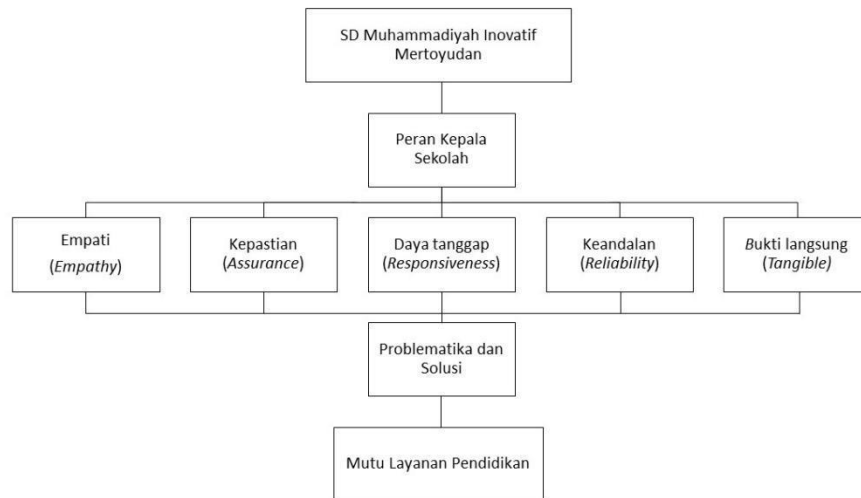 SD Muhammadiyah Inovatif
Mertoyudan
Peran Kepala
Sekolah
Empati
(Empathy)
Kepastian
(Assurance)
Daya tanggap
(Responsiveness)
Keandalan
(Reliability)
Bukti langsung
(Tangible)
Problematika dan
Solusi
Mutu Layanan Pendidikan